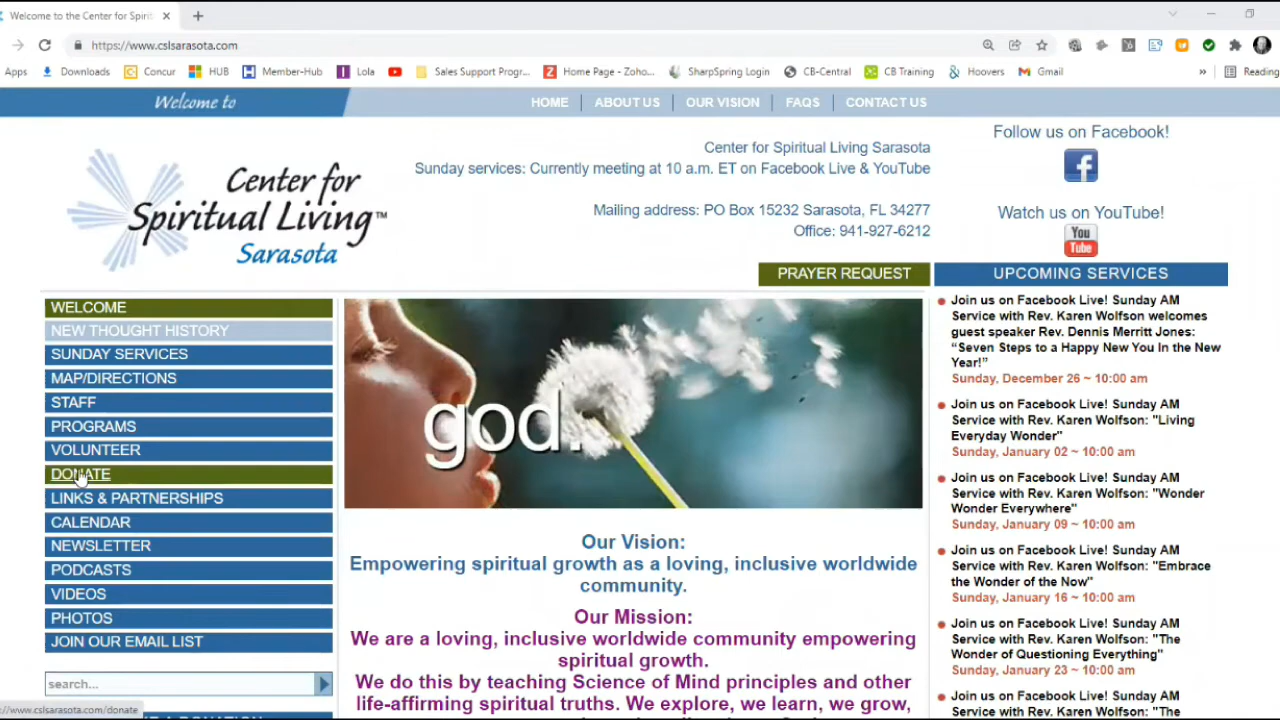 Welcome to the Center for Spirit
https://www.cslsarasota.com
Apps Downloads Concur HUB Member-Hub Lola Sales Support Progr... Home Page - Zoho... SharpSpring Login CB-Central CB Training Hoovers Gmail » Reading
Welcome to
HOME ABOUT US OUR VISION FAQS CONTACT US
Center for
Spiritual Living™
Sarasota
Center for Spiritual Living Sarasota
Sunday services: Currently meeting at 10 a.m. ET on Facebook Live & YouTube
Mailing address: PO Box 15232 Sarasota, FL 34277
Office: 941-927-6212
Follow us on Facebook!
f
Watch us on YouTube!
You
Tube
PRAYER REQUEST
UPCOMING SERVICES
WELCOME
NEW THOUGHT HISTORY
SUNDAY SERVICES
MAP/DIRECTIONS
STAFF
PROGRAMS
VOLUNTEER
DONATE
LINKS & PARTNERSHIPS
CALENDAR
NEWSLETTER
PODCASTS
VIDEOS
PHOTOS
JOIN OUR EMAIL LIST
search...
://www.cslsarasota.com/donate
A DONATION
god.
Our Vision:
Empowering spiritual growth as a loving, inclusive worldwide
community.
Our Mission:
We are a loving, inclusive worldwide community empowering
spiritual growth.
We do this by teaching Science of Mind principles and other
life-affirming spiritual truths. We explore, we learn, we grow,
Join us on Facebook Live! Sunday AM
Service with Rev. Karen Wolfson welcomes
guest speaker Rev. Dennis Merritt Jones:
“Seven Steps to a Happy New You In the New
Year!”
Sunday, December 26 ~ 10:00 am
Join us on Facebook Live! Sunday AM
Service with Rev. Karen Wolfson: "Living
Everyday Wonder"
Sunday, January 02 ~ 10:00 am
Join us on Facebook Live! Sunday AM
Service with Rev. Karen Wolfson: "Wonder
Wonder Everywhere"
Sunday, January 09 ~ 10:00 am
Join us on Facebook Live! Sunday AM
Service with Rev. Karen Wolfson: "Embrace
the Wonder of the Now"
Sunday, January 16 ~ 10:00 am
Join us on Facebook Live! Sunday AM
Service with Rev. Karen Wolfson: "The
Wonder of Questioning Everything"
Sunday, January 23 ~ 10:00 am
Join us on Facebook Live! Sunday AM
Service with Rev. Karen Wolfson: "The